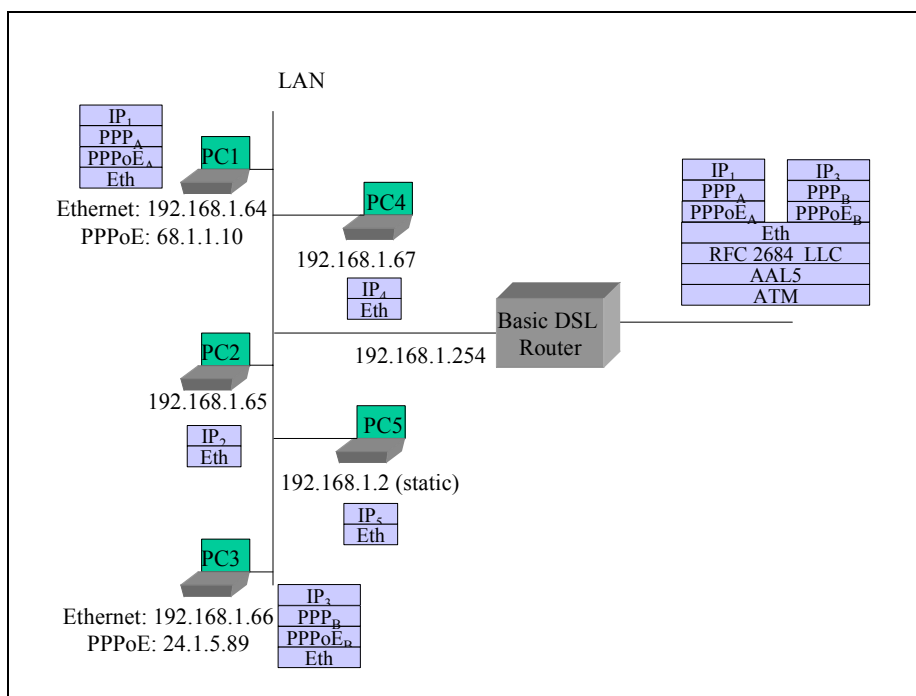 LAN
IP1
PPPA
PPPoEA
Eth
PC1
Ethernet: 192.168.1.64
PPPoE: 68.1.1.10
PC4
192.168.1.67
IP4
Eth
IP1
PPPA
PPPoEA
IP3
PPPB
PPPoEB
Eth
RFC 2684 LLC
AAL5
ATM
Basic DSL
Router
192.168.1.254
PC2
192.168.1.65
IP2
Eth
PC5
192.168.1.2 (static)
IP5
Eth
PC3
Ethernet: 192.168.1.66
PPPoE: 24.1.5.89
IP3
PPPB
PPPoEB
Eth